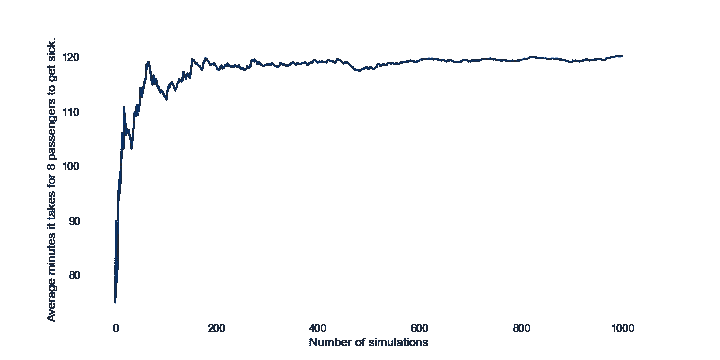 Average minutes it takes for 8 passengers to get sick.
120
110
100
90
80
0 200 400 600 800 1000
Number of simulations